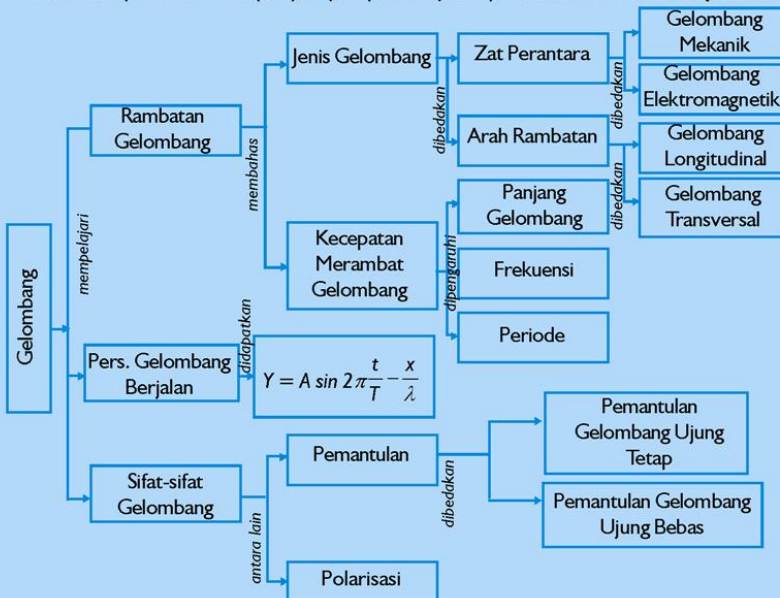 Jenis Gelombang
Zat Perantara
Gelombang
Mekanik
Gelombang
Elektromagnetik
dibedakan
dibedakan
Rambatan
Gelombang
membahas
Arah Rambatan
Gelombang
Longitudinal
Gelombang
Transversal
dibedakan
mempelajari
Kecepatan
Merambat
Gelombang
dipengaruhi
Panjang
Gelombang
Frekuensi
Periode
Gelombang
Pers. Gelombang
Berjalan
didapatkan
Y = A sin 2π t/T − x/λ
Sifat-sifat
Gelombang
antara lain
Pemantulan
dibedakan
Pemantulan
Gelombang Ujung
Tetap
Pemantulan Gelombang
Ujung Bebas
Polarisasi